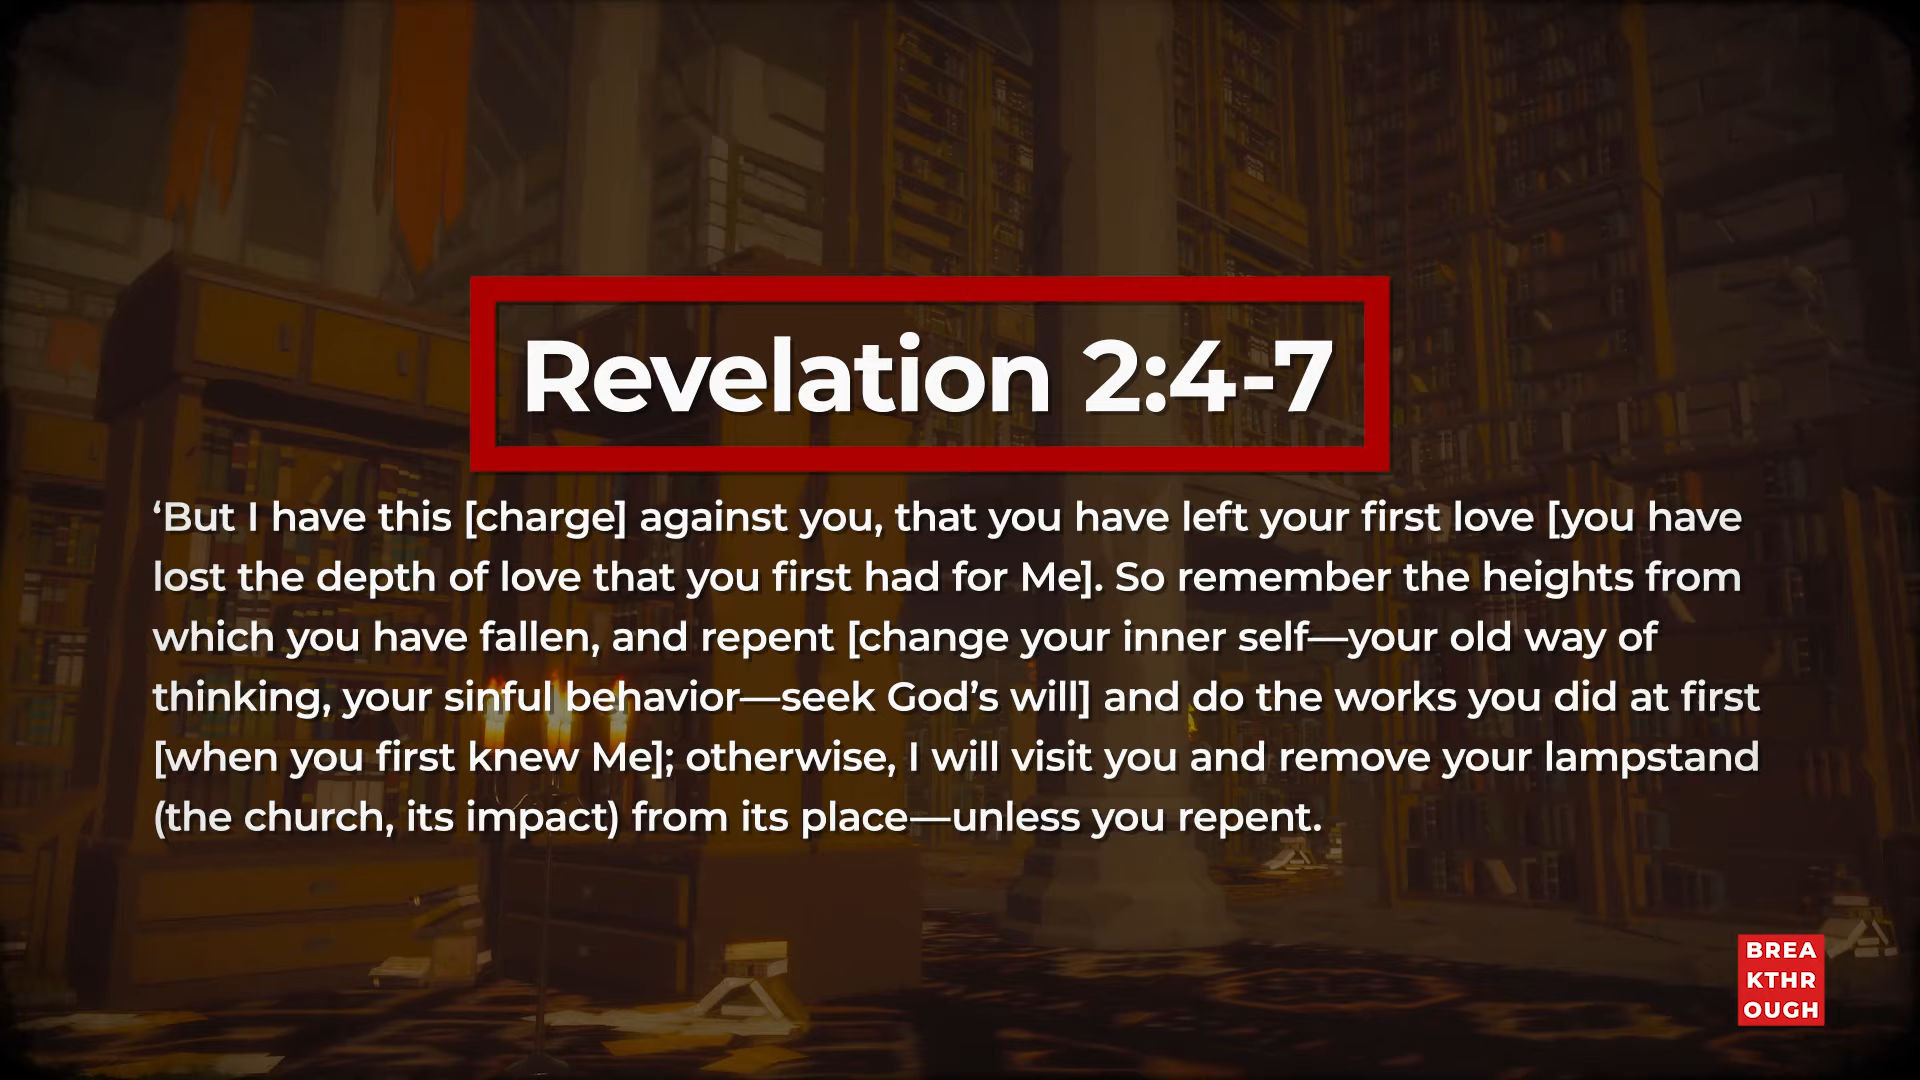 Revelation 2:4-7
‘But I have this [charge] against you, that you have left your first love [you have
lost the depth of love that you first had for Me]. So remember the heights from
which you have fallen, and repent [change your inner self—your old way of
thinking, your sinful behavior—seek God’s will] and do the works you did at first
[when you first knew Me]; otherwise, I will visit you and remove your lampstand
(the church, its impact) from its place—unless you repent.
BREA
KTHR
OUGH